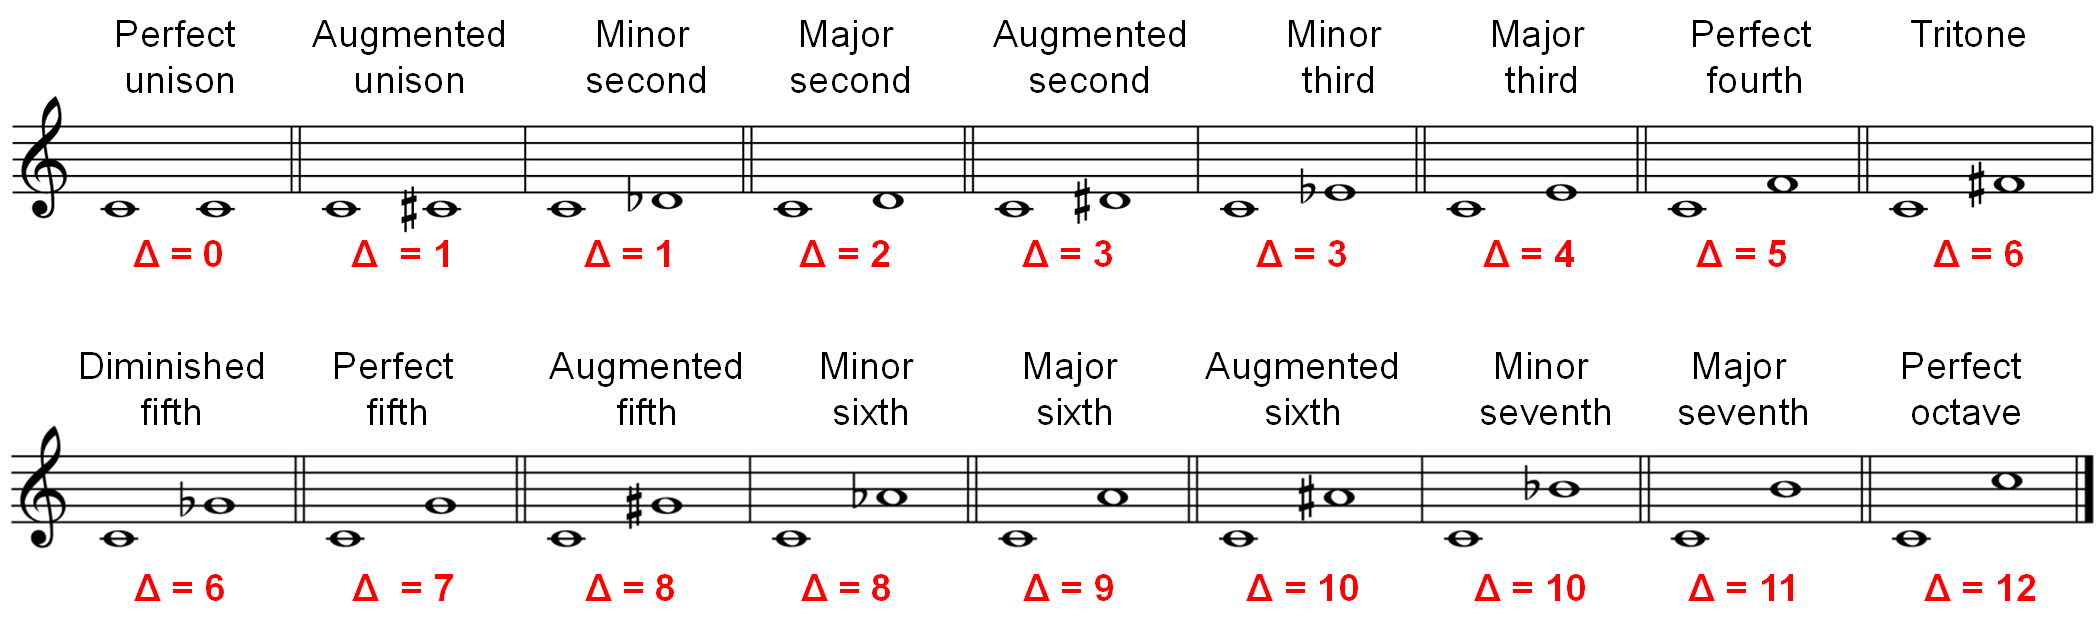 Perfect Augmented Minor Major Augmented Minor Major Perfect Tritone
unison unison second second second third third fourth
Δ = 0 Δ = 1 Δ = 1 Δ = 2 Δ = 3 Δ = 3 Δ = 4 Δ = 5 Δ = 6
Diminished Perfect Augmented Minor Major Augmented Minor Major Perfect
fifth fifth fifth sixth sixth sixth seventh seventh octave
Δ = 6 Δ = 7 Δ = 8 Δ = 8 Δ = 9 Δ = 10 Δ = 10 Δ = 11 Δ = 12